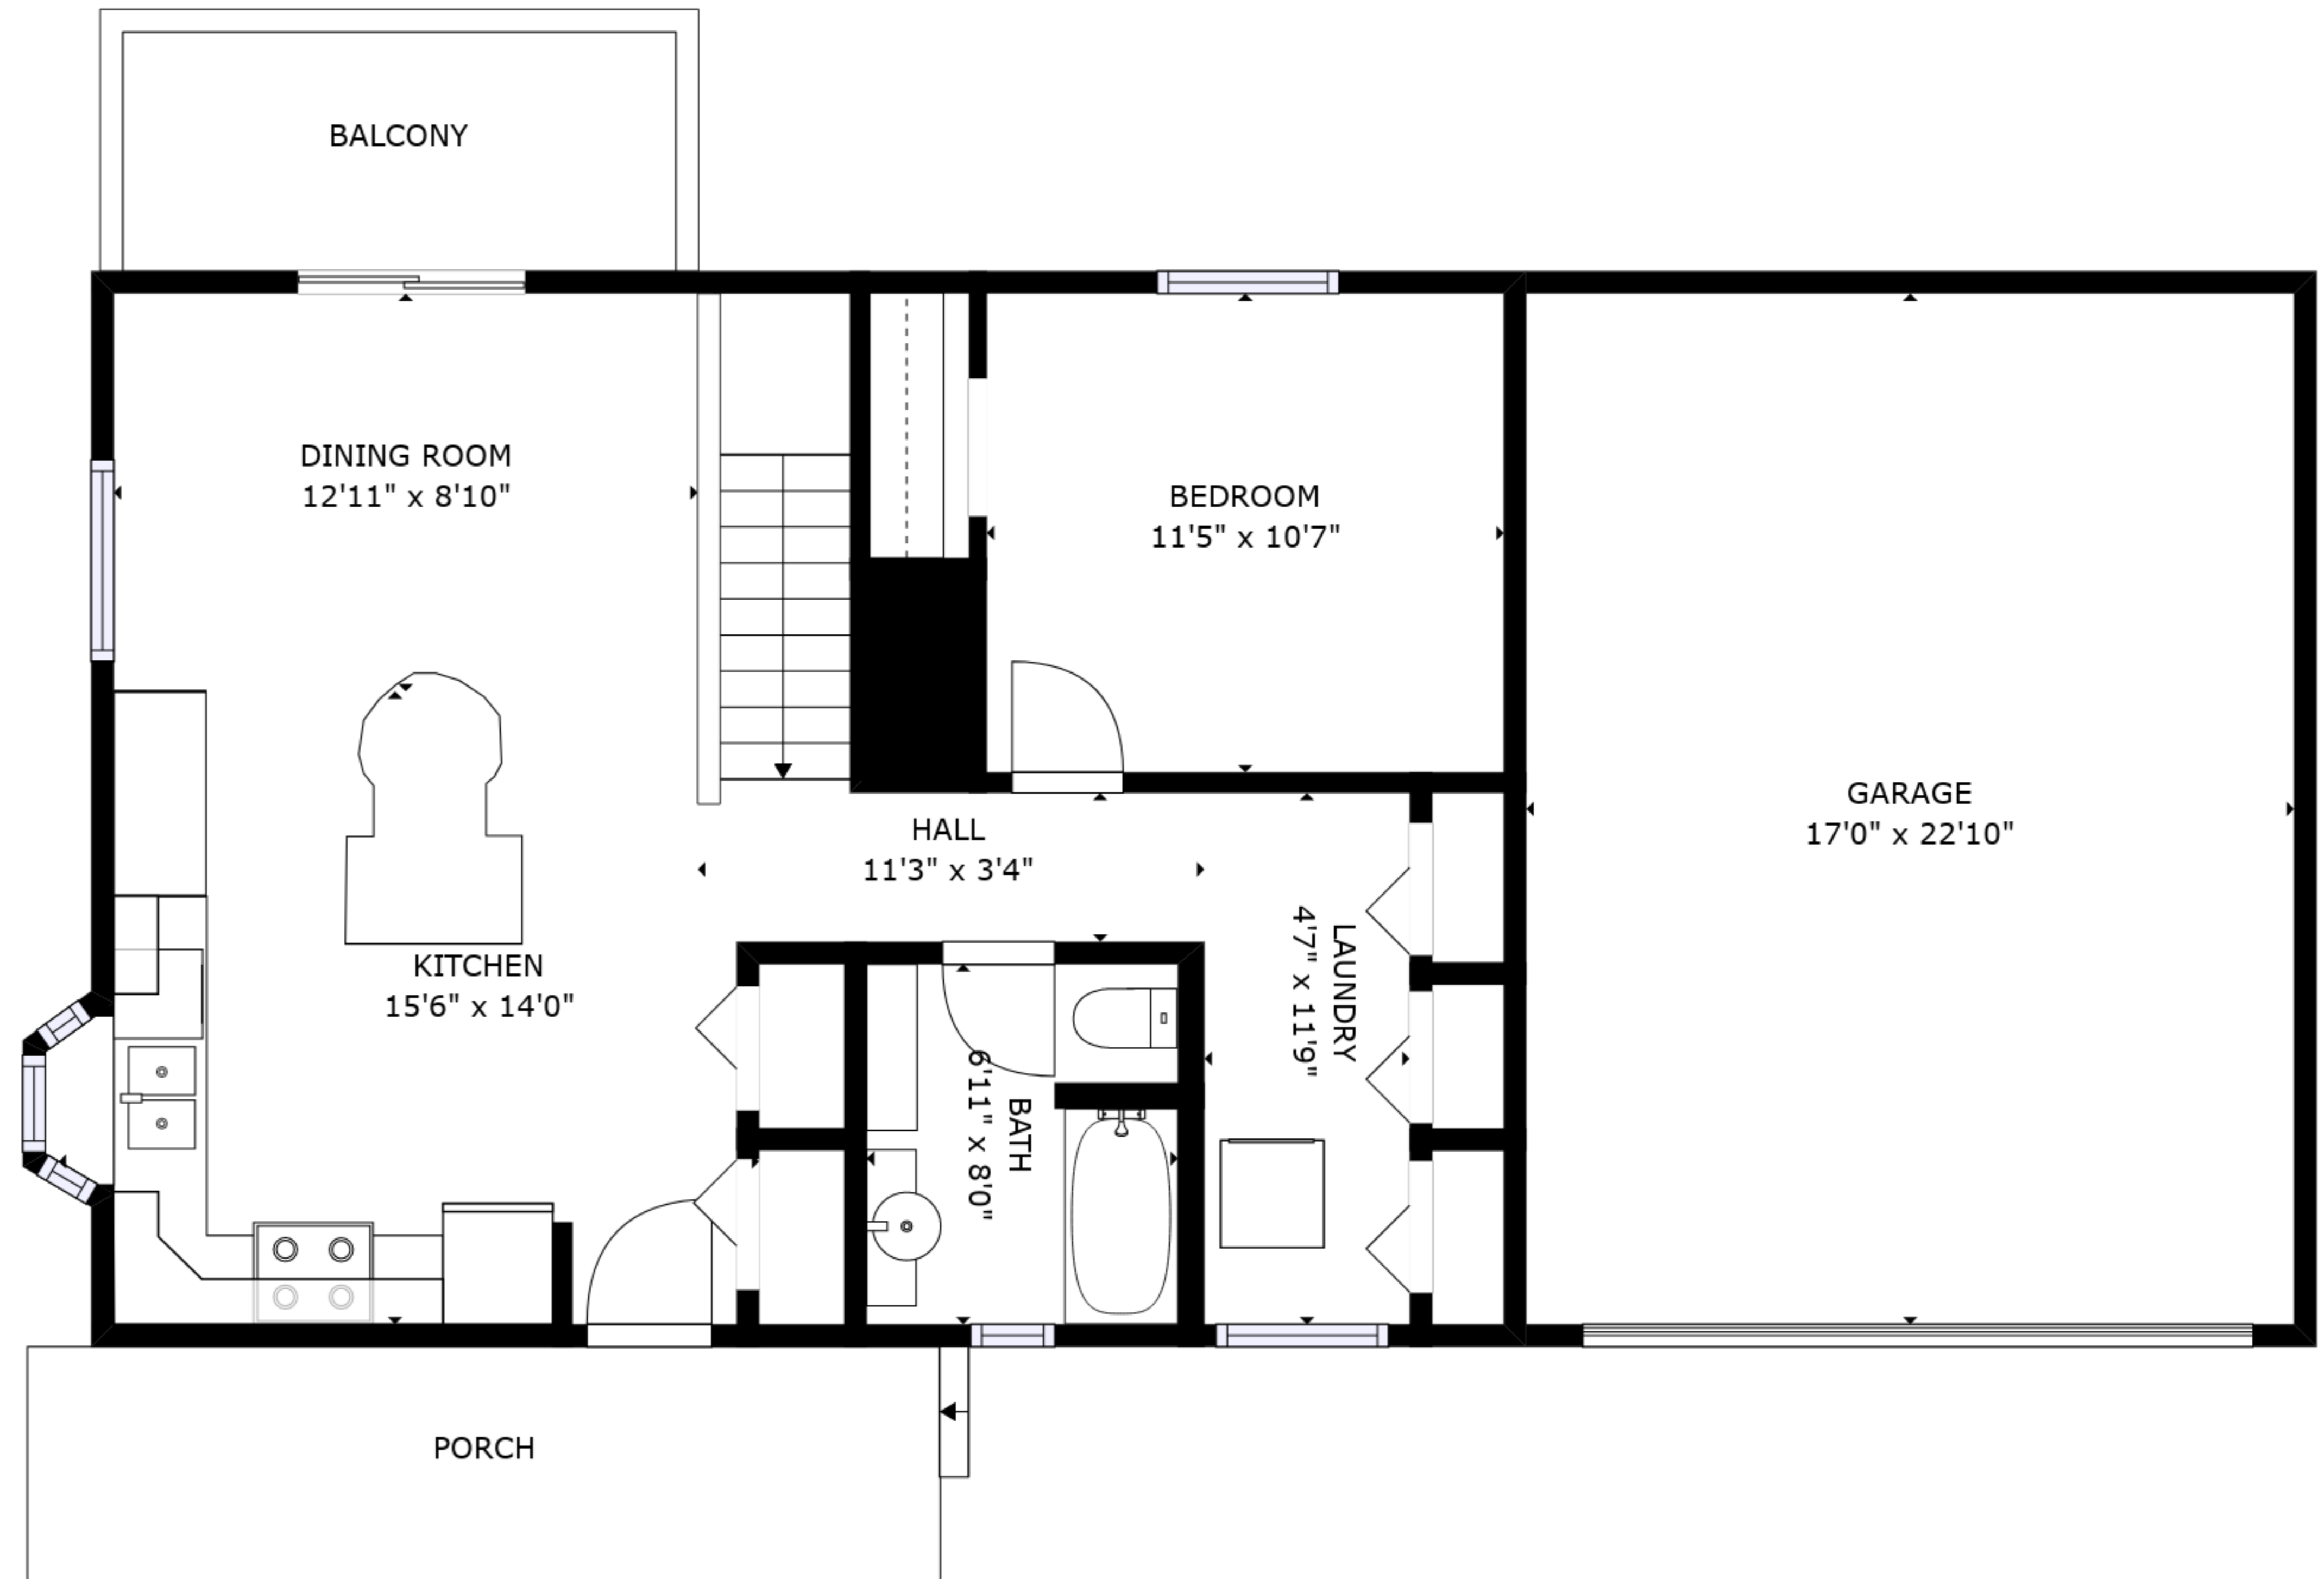 BALCONY
DINING ROOM
12'11" x 8'10"
BEDROOM
11'5" x 10'7"
GARAGE
17'0" x 22'10"
HALL
11'3" x 3'4"
KITCHEN
15'6" x 14'0"
LAUNDRY
4'7" x 11'9"
BATH
6'11" x 8'0"
PORCH